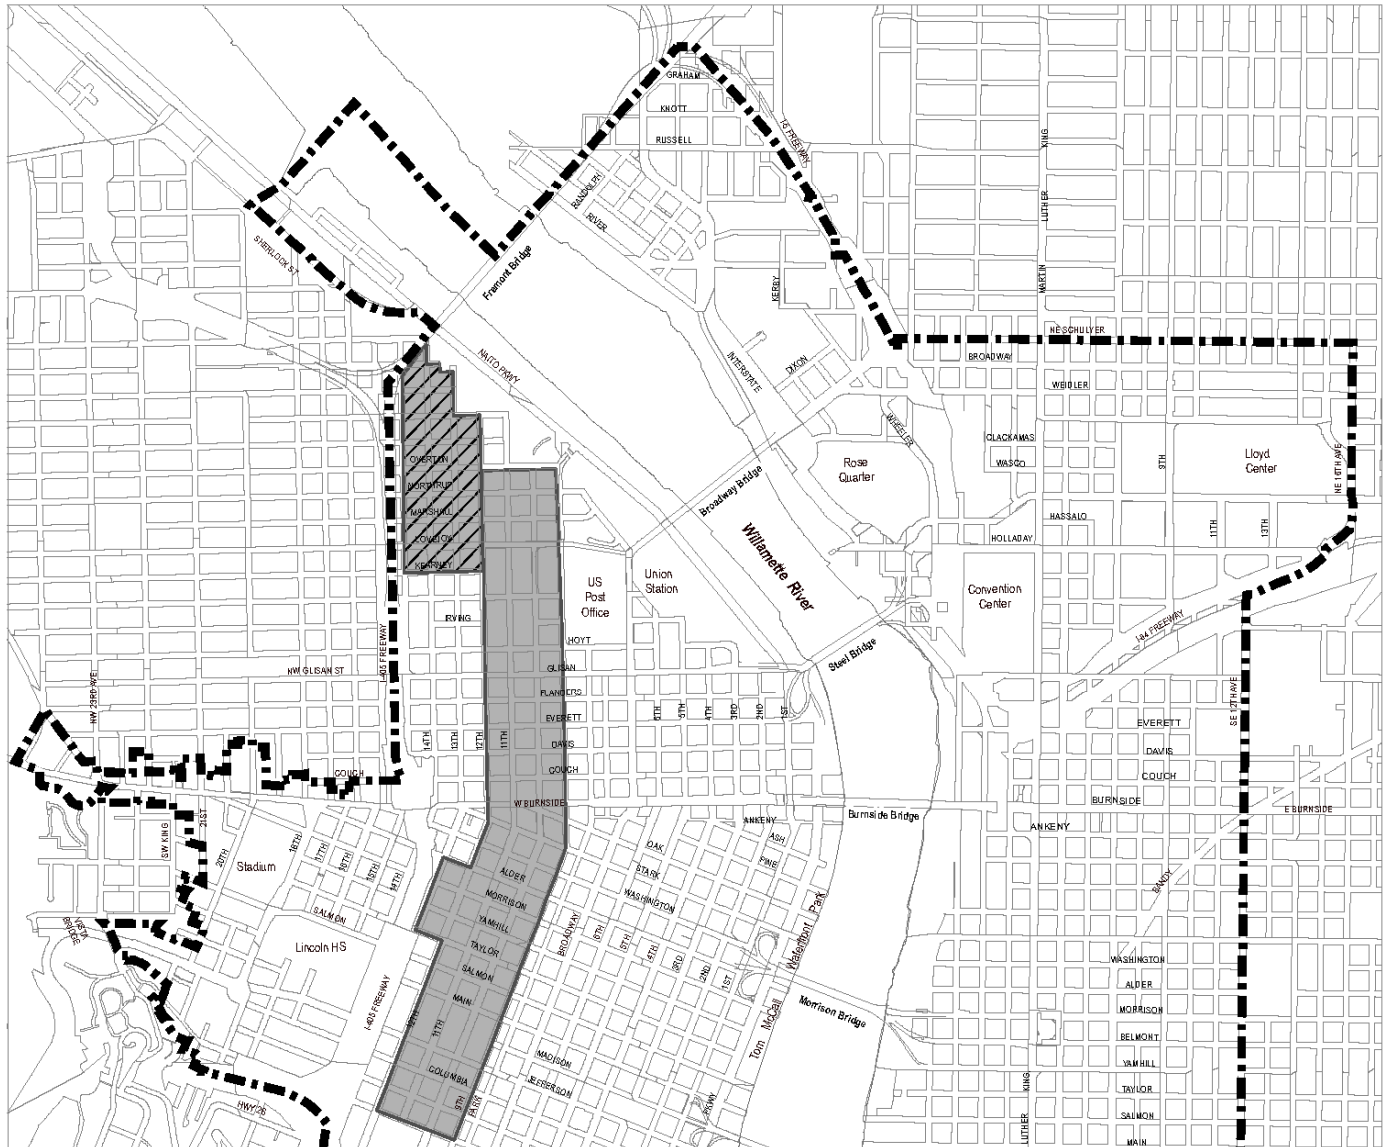 GRAHAM
KNOTT
RUSSELL
I-5 FREEWAY
KING
RANDOLPH
RIVER
LUTHER
SHERLOCK ST
Fremont Bridge
KERBY
MARTIN
NE SCHULYER
NAITO PKWY
INTERSTATE
DIXON
BROADWAY
WEIDLER
WHEELER
CLACKAMAS
WASCO
Rose
Quarter
9TH
Lloyd
Center
NE 16TH AVE
OVERTON
NORTHRUP
MARSHALL
LOVEJOY
KEARNEY
Broadway Bridge
Willamette River
HASSALO
HOLLADAY
11TH
13TH
US
Post
Office
Union
Station
Convention
Center
IRVING
I-405 FREEWAY
HOYT
GLISAN
NW GLISAN ST
Steel Bridge
I-84 FREEWAY
FLANDERS
EVERETT
DAVIS
COUCH
NW 23RD AVE
14TH
13TH
12TH
11TH
6TH
5TH
4TH
3RD
2ND
1ST
SE 12TH AVE
EVERETT
DAVIS
COUCH
COUCH
W BURNSIDE
BURNSIDE
E BURNSIDE
Burnside Bridge
ANKENY
ANKENY
SW KING
21ST
20TH
Stadium
18TH
17TH
16TH
15TH
14TH
OAK
ASH
PINE
STARK
WASHINGTON
ALDER
MORRISON
YAMHILL
TAYLOR
SALMON
MAIN
SALMON
VISTA
BRIDGE
Lincoln HS
BROADWAY
6TH
5TH
4TH
3RD
2ND
1ST
Tom McCall Waterfront Park
SANDY
WASHINGTON
ALDER
MORRISON
BELMONT
YAMHILL
TAYLOR
SALMON
MAIN
Morrison Bridge
I-405 FREEWAY
12TH
11TH
COLUMBIA
MADISON
JEFFERSON
9TH
PARK
PKWY
HWY 26
KING
LUTHER